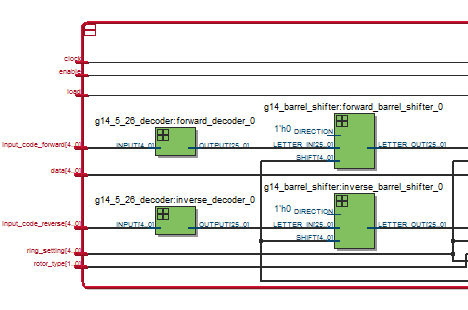 clock
enable
load
g14_barrel_shifter:forward_barrel_shifter_0
g14_5_26_decoder:forward_decoder_0
1'h0 DIRECTION
input_code_forward[4..0] INPUT[4..0] OUTPUT[25..0] LETTER_IN[25..0] LETTER_OUT[25..0]
SHIFT[4..0]
data[4..0]
g14_barrel_shifter:inverse_barrel_shifter_0
g14_5_26_decoder:inverse_decoder_0
1'h0 DIRECTION
input_code_reverse[4..0] INPUT[4..0] OUTPUT[25..0] LETTER_IN[25..0] LETTER_OUT[25..0]
SHIFT[4..0]
ring_setting[4..0]
rotor_type[1..0]